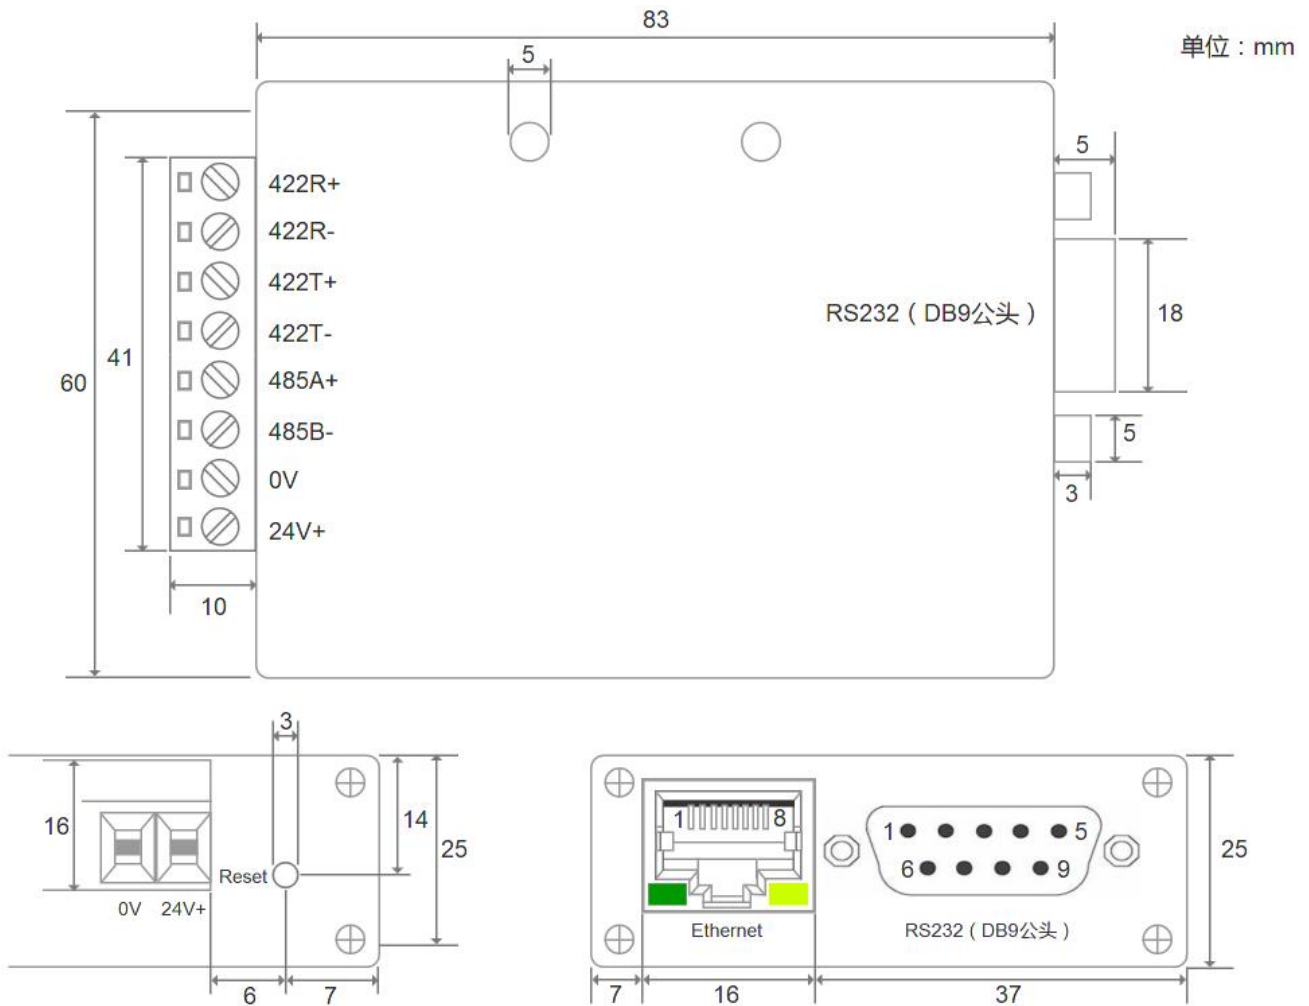 83
单位：mm
5
5
422R+
422R-
422T+
RS232（DB9公头）
18
422T-
41
485A+
60
485B-
5
0V
3
24V+
10
3
16
14
1 8
1 5
25
25
Reset
6 9
0V 24V+
Ethernet
RS232（DB9公头）
6
7
7
16
37